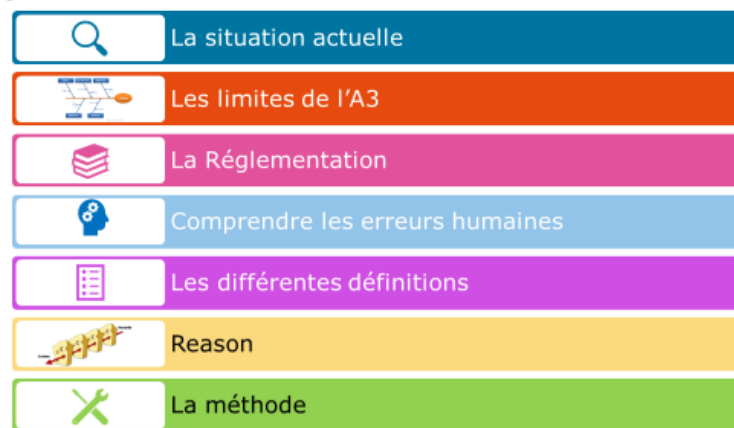 La situation actuelle
Les limites de l'A3
La Réglementation
Comprendre les erreurs humaines
Les différentes définitions
Reason
La méthode